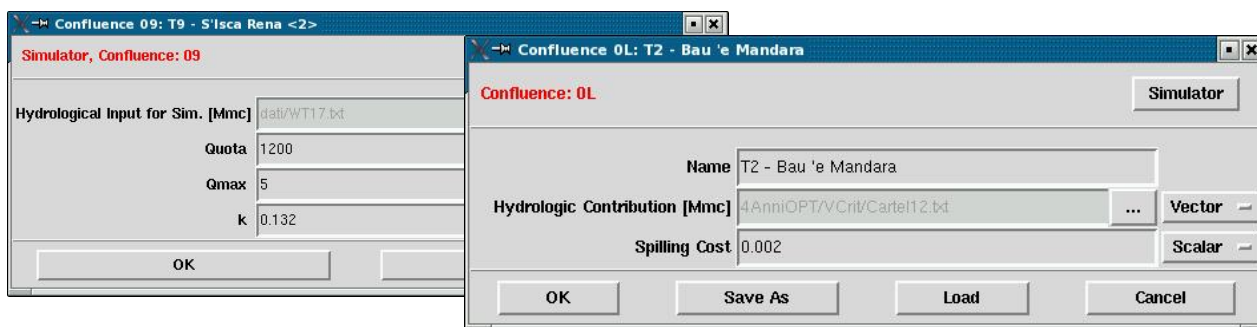 Confluence 09: T9 - S'Isca Rena <2>
Simulator, Confluence: 09
Hydrological Input for Sim. [Mmc] dati/WT17.txt
Quota 1200
Qmax 5
k 0.132
OK
Confluence 0L: T2 - Bau 'e Mandara
Confluence: 0L
Simulator
Name T2 - Bau 'e Mandara
Hydrologic Contribution [Mmc] 4AnniOPT/VCrit/Cartel12.txt ... Vector
Spilling Cost 0.002 Scalar
OK Save As Load Cancel